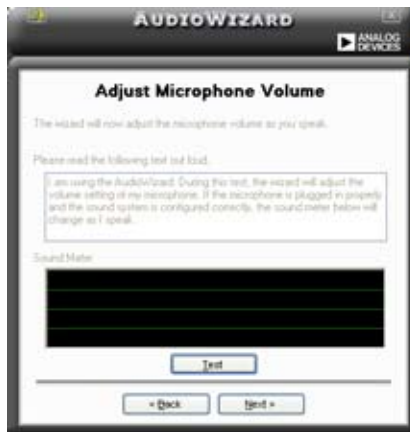 AUDIOWIZARD
ANALOG
DEVICES
Adjust Microphone Volume
The wizard will now adjust the microphone volume as you speak.
Please read the following text out loud.
I am using the AudioWizard. During this test, the wizard will adjust the
volume setting of my microphone. If the microphone is plugged in properly
and the sound system is configured correctly, the sound meter below will
change as I speak.
Sound Meter
Test
< Back
Next >